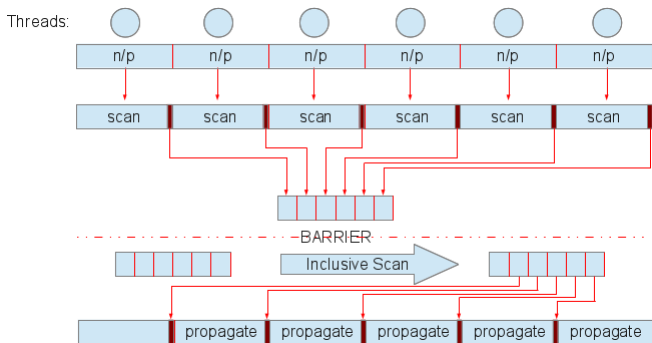 Threads:
n/p n/p n/p n/p n/p n/p
scan scan scan scan scan scan
BARRIER
Inclusive Scan
propagate propagate propagate propagate propagate